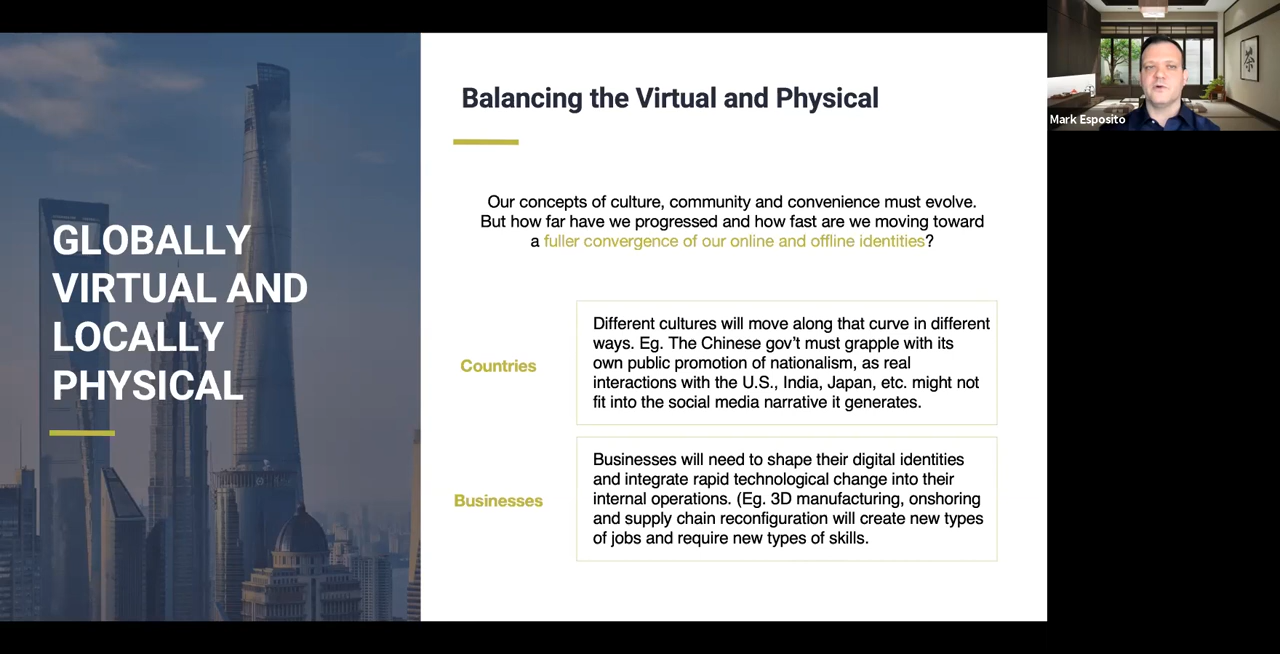 GLOBALLY
VIRTUAL AND
LOCALLY
PHYSICAL
Balancing the Virtual and Physical
Our concepts of culture, community and convenience must evolve.
But how far have we progressed and how fast are we moving toward
a fuller convergence of our online and offline identities?
Countries
Different cultures will move along that curve in different
ways. Eg. The Chinese gov’t must grapple with its
own public promotion of nationalism, as real
interactions with the U.S., India, Japan, etc. might not
fit into the social media narrative it generates.
Businesses
Businesses will need to shape their digital identities
and integrate rapid technological change into their
internal operations. (Eg. 3D manufacturing, onshoring
and supply chain reconfiguration will create new types
of jobs and require new types of skills.
茶
Mark Esposito